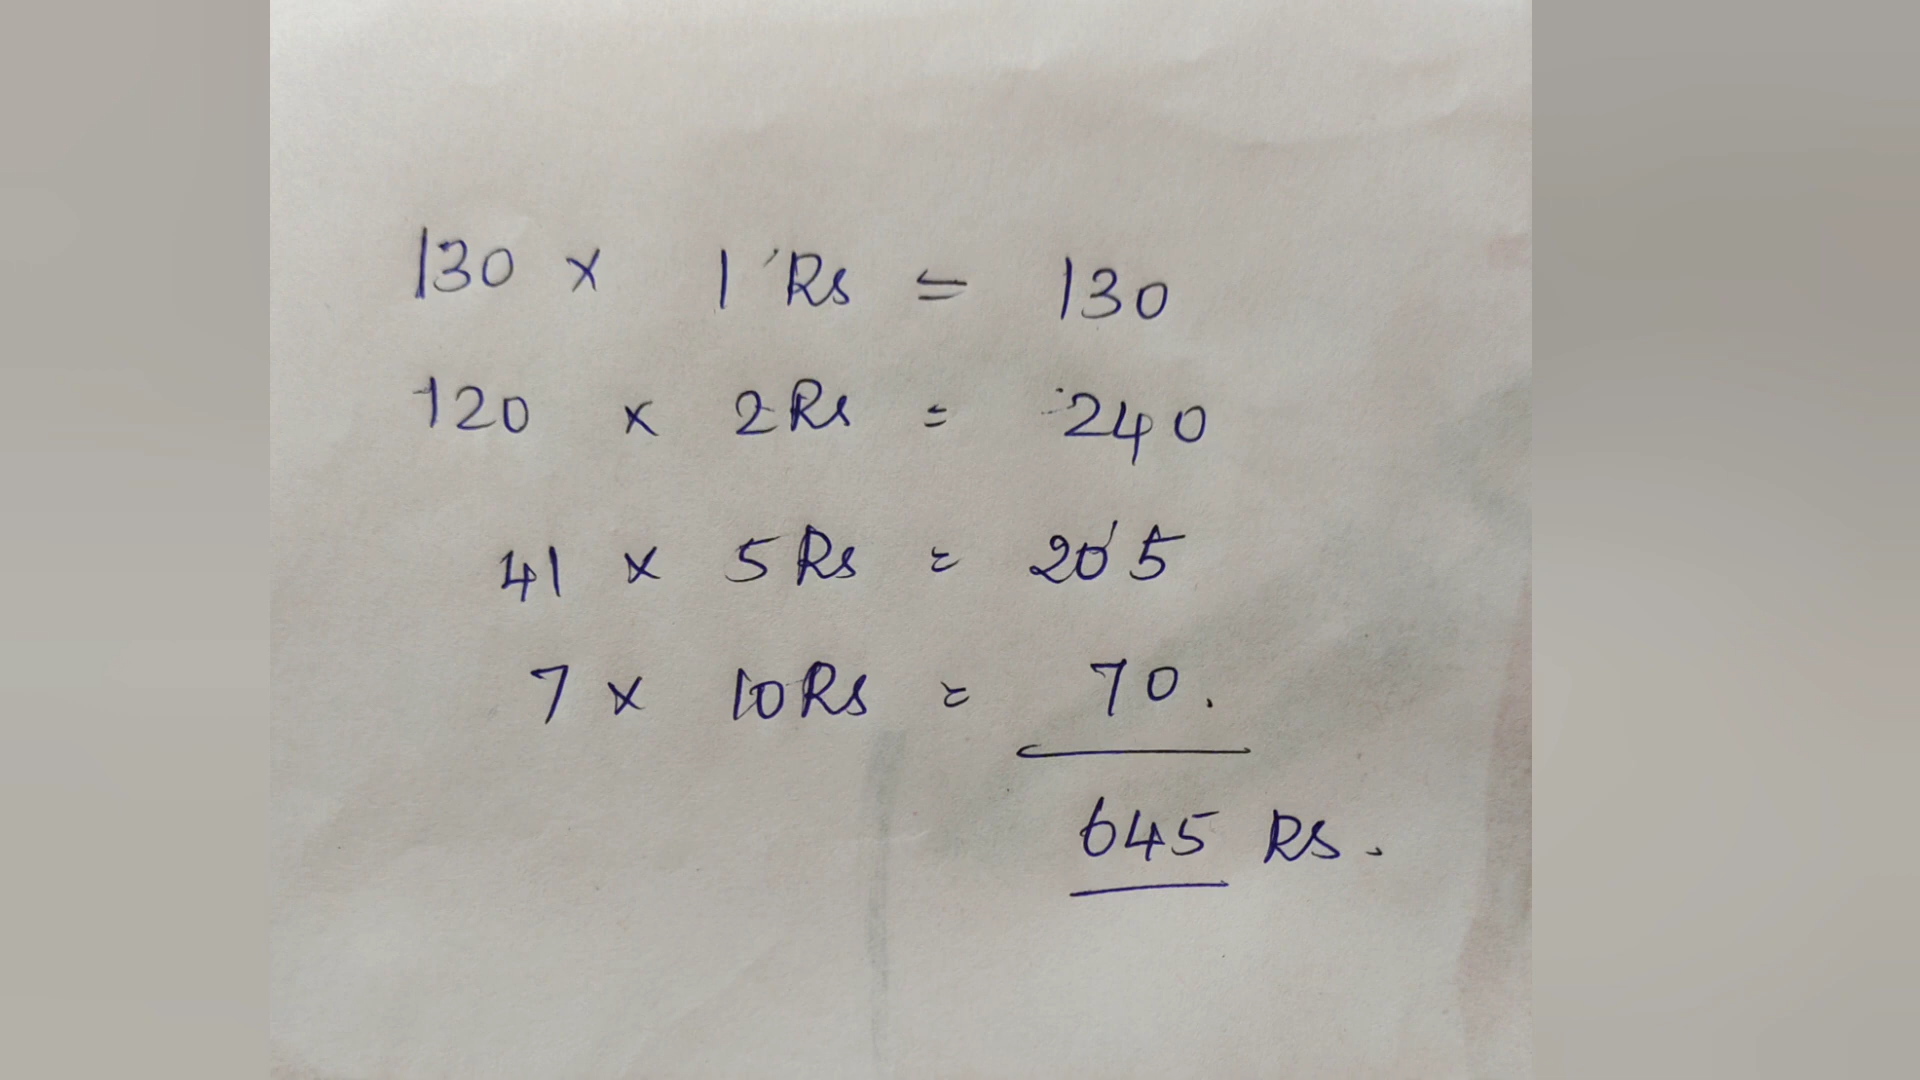 130 x 1 Rs = 130
120 x 2 Rs = 240
41 x 5 Rs = 205
7 x 10 Rs = 70.
645 RS.